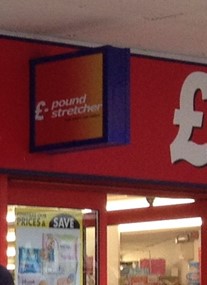 £-pound
stretcher
£
PRICES
SAVE